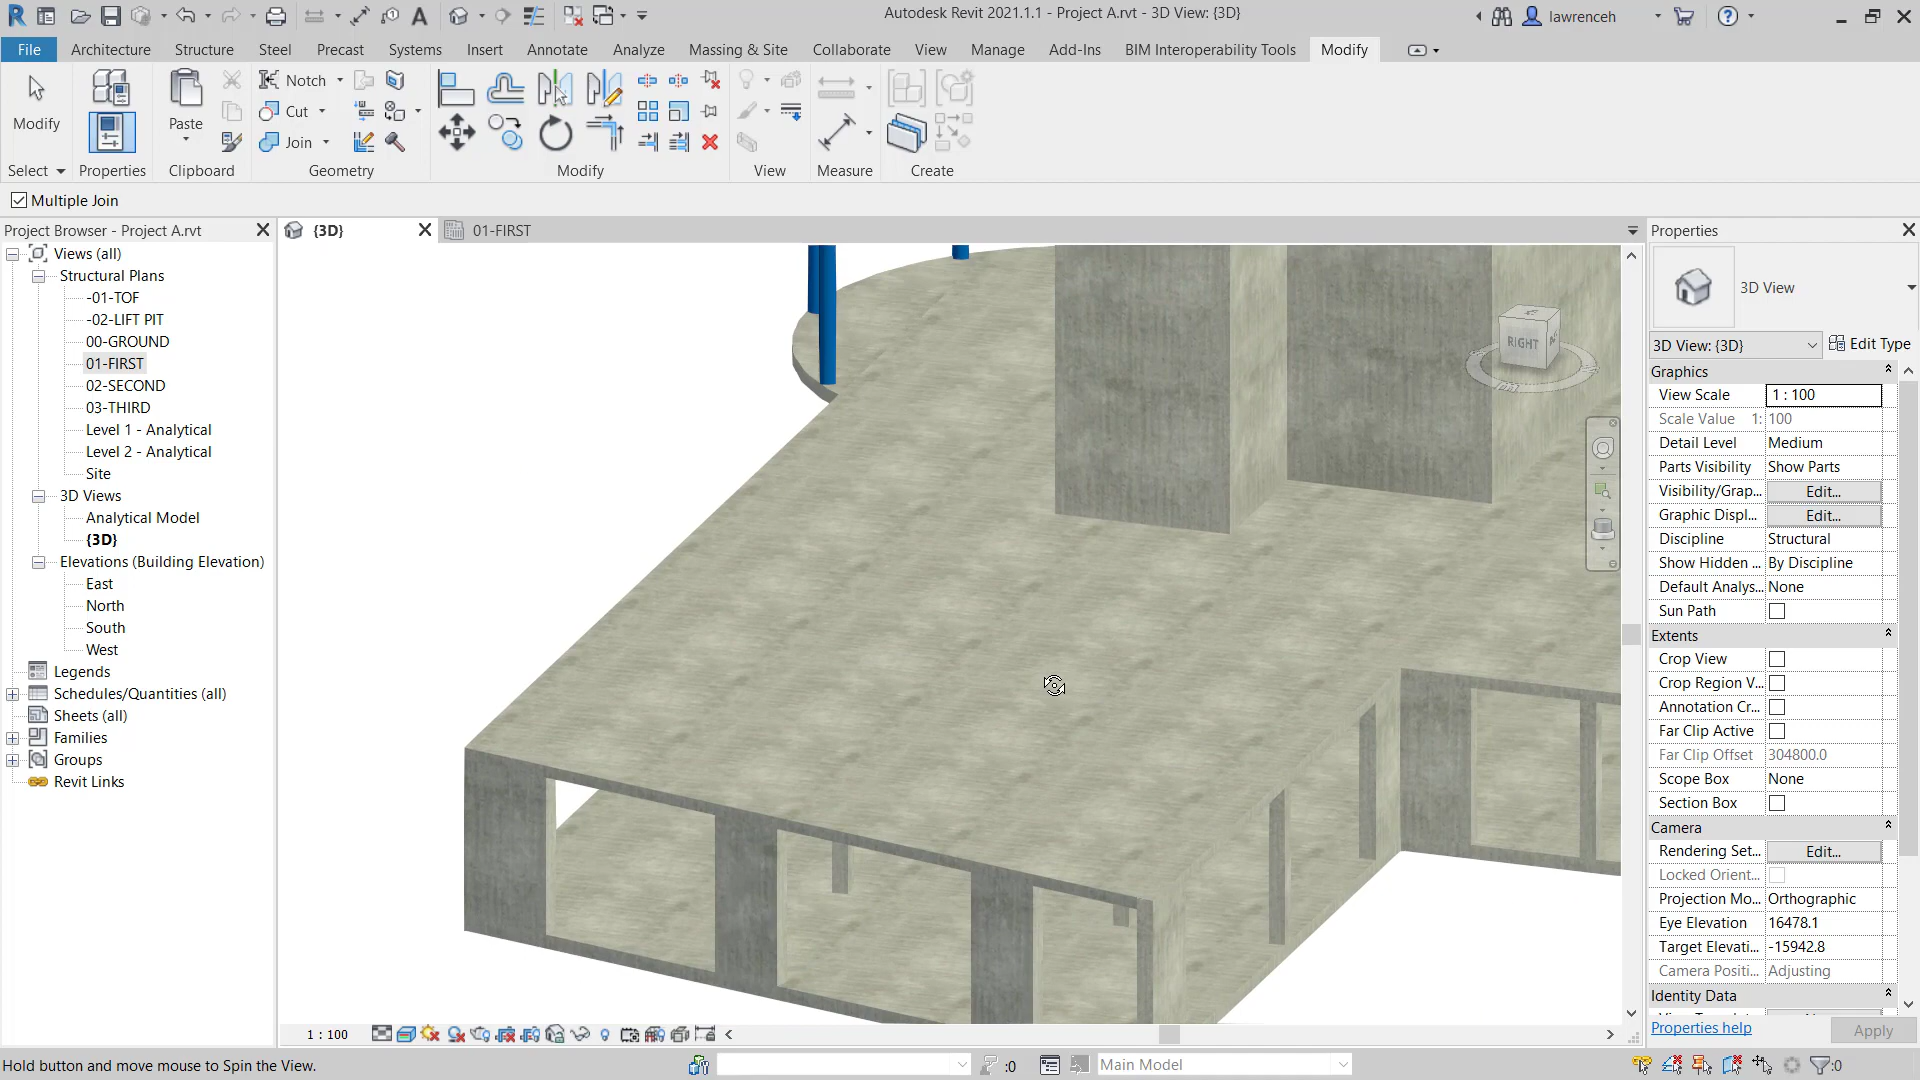 Autodesk Revit 2021.1.1 - Project A.rvt - 3D View: {3D}
lawrenceh
File
Architecture
Structure
Steel
Precast
Systems
Insert
Annotate
Analyze
Massing & Site
Collaborate
View
Manage
Add-Ins
BIM Interoperability Tools
Modify
Modify
Paste
Notch
Cut
Join
Select
Properties
Clipboard
Geometry
Modify
View
Measure
Create
Multiple Join
Project Browser - Project A.rvt
{3D}
01-FIRST
Properties
Views (all)
Structural Plans
-01-TOF
-02-LIFT PIT
00-GROUND
01-FIRST
02-SECOND
03-THIRD
Level 1 - Analytical
Level 2 - Analytical
Site
3D Views
Analytical Model
{3D}
Elevations (Building Elevation)
East
North
South
West
Legends
Schedules/Quantities (all)
Sheets (all)
Families
Groups
Revit Links
RIGHT
3D View
3D View: {3D}
Edit Type
Graphics
View Scale 1 : 100
Scale Value 1: 100
Detail Level Medium
Parts Visibility Show Parts
Visibility/Grap... Edit...
Graphic Displ... Edit...
Discipline Structural
Show Hidden ... By Discipline
Default Analys... None
Sun Path
Extents
Crop View
Crop Region V...
Annotation Cr...
Far Clip Active
Far Clip Offset 304800.0
Scope Box None
Section Box
Camera
Rendering Set... Edit...
Locked Orient...
Projection Mo... Orthographic
Eye Elevation 16478.1
Target Elevati... -15942.8
Camera Positi... Adjusting
Identity Data
Properties help
Apply
1 : 100
Hold button and move mouse to Spin the View.
:0
Main Model
:0